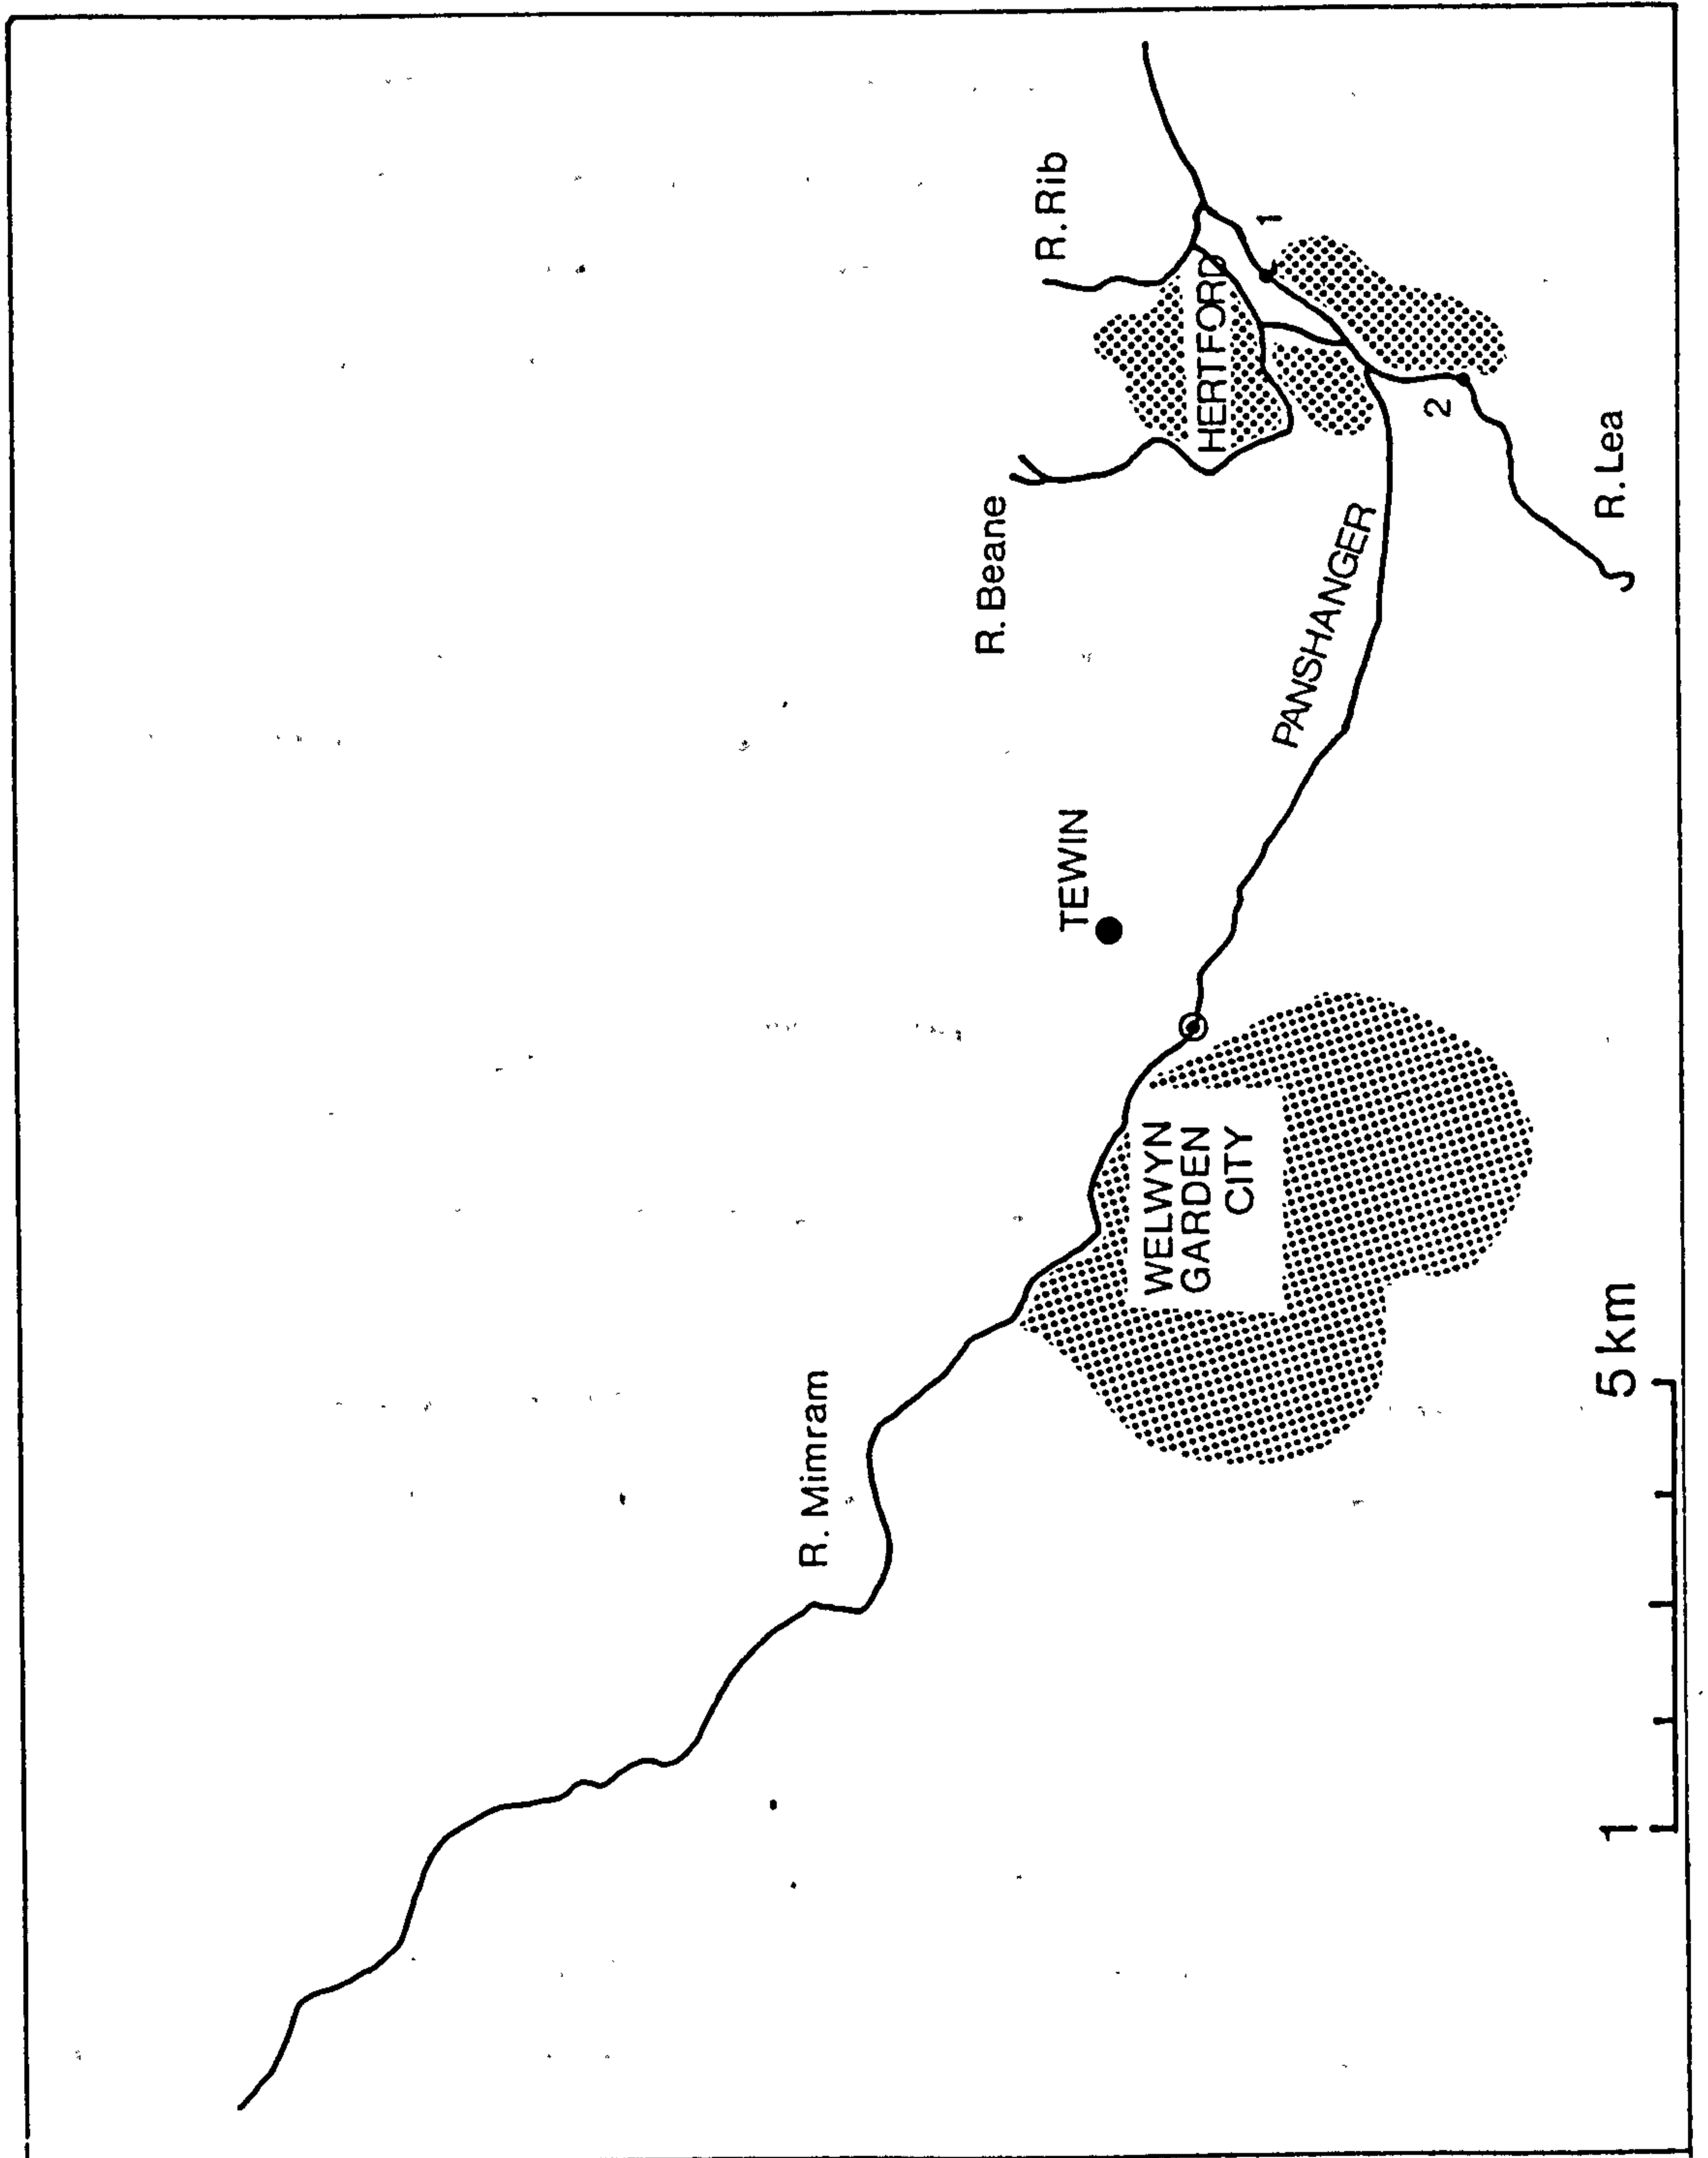 R. Rib
1
HERTFORD
2
R. Lea
R. Beane
PANSHANGER
TEWIN
WELWYN
GARDEN
CITY
R. Mimram
5 km
1